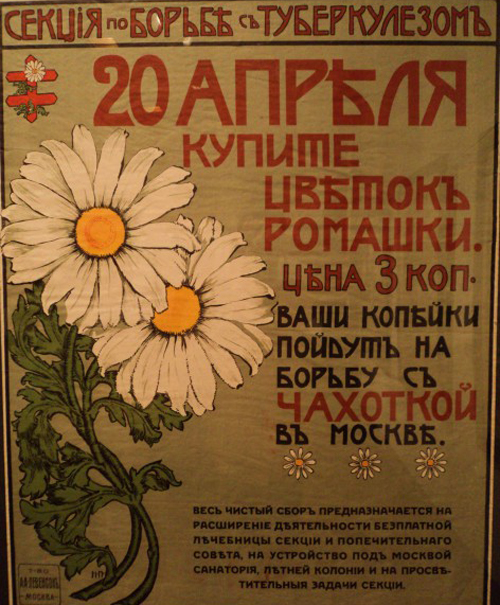 СЕКЦІЯ ПО БОРЬБѢ СЪ ТУБЕРКУЛЕЗОМЪ
20 АПРѢЛЯ
КУПИТЕ
ЦВѢТОКЪ
РОМАШКИ.
ЦѢНА 3 КОП.
ВАШИ КОПѢЙКИ
ПОЙДУТЪ НА
БОРЬБУ СЪ
ЧАХОТКОЙ
ВЪ МОСКВѢ.
ВЕСЬ ЧИСТЫЙ СБОРЪ ПРЕДНАЗНАЧАЕТСЯ НА
РАСШИРЕНІЕ ДѢЯТЕЛЬНОСТИ БЕЗПЛАТНОЙ
ЛѢЧЕБНИЦЫ СЕКЦІИ И ПОПЕЧИТЕЛЬНАГО
СОВѢТА, НА УСТРОЙСТВО ПОДЪ МОСКВОЙ
САНАТОРІЯ, ЛѢТНЕЙ КОЛОНІИ И НА ПРОСВѢ-
ТИТЕЛЬНЫЯ ЗАДАЧИ СЕКЦІИ.
Т-ВО
МОСКВА